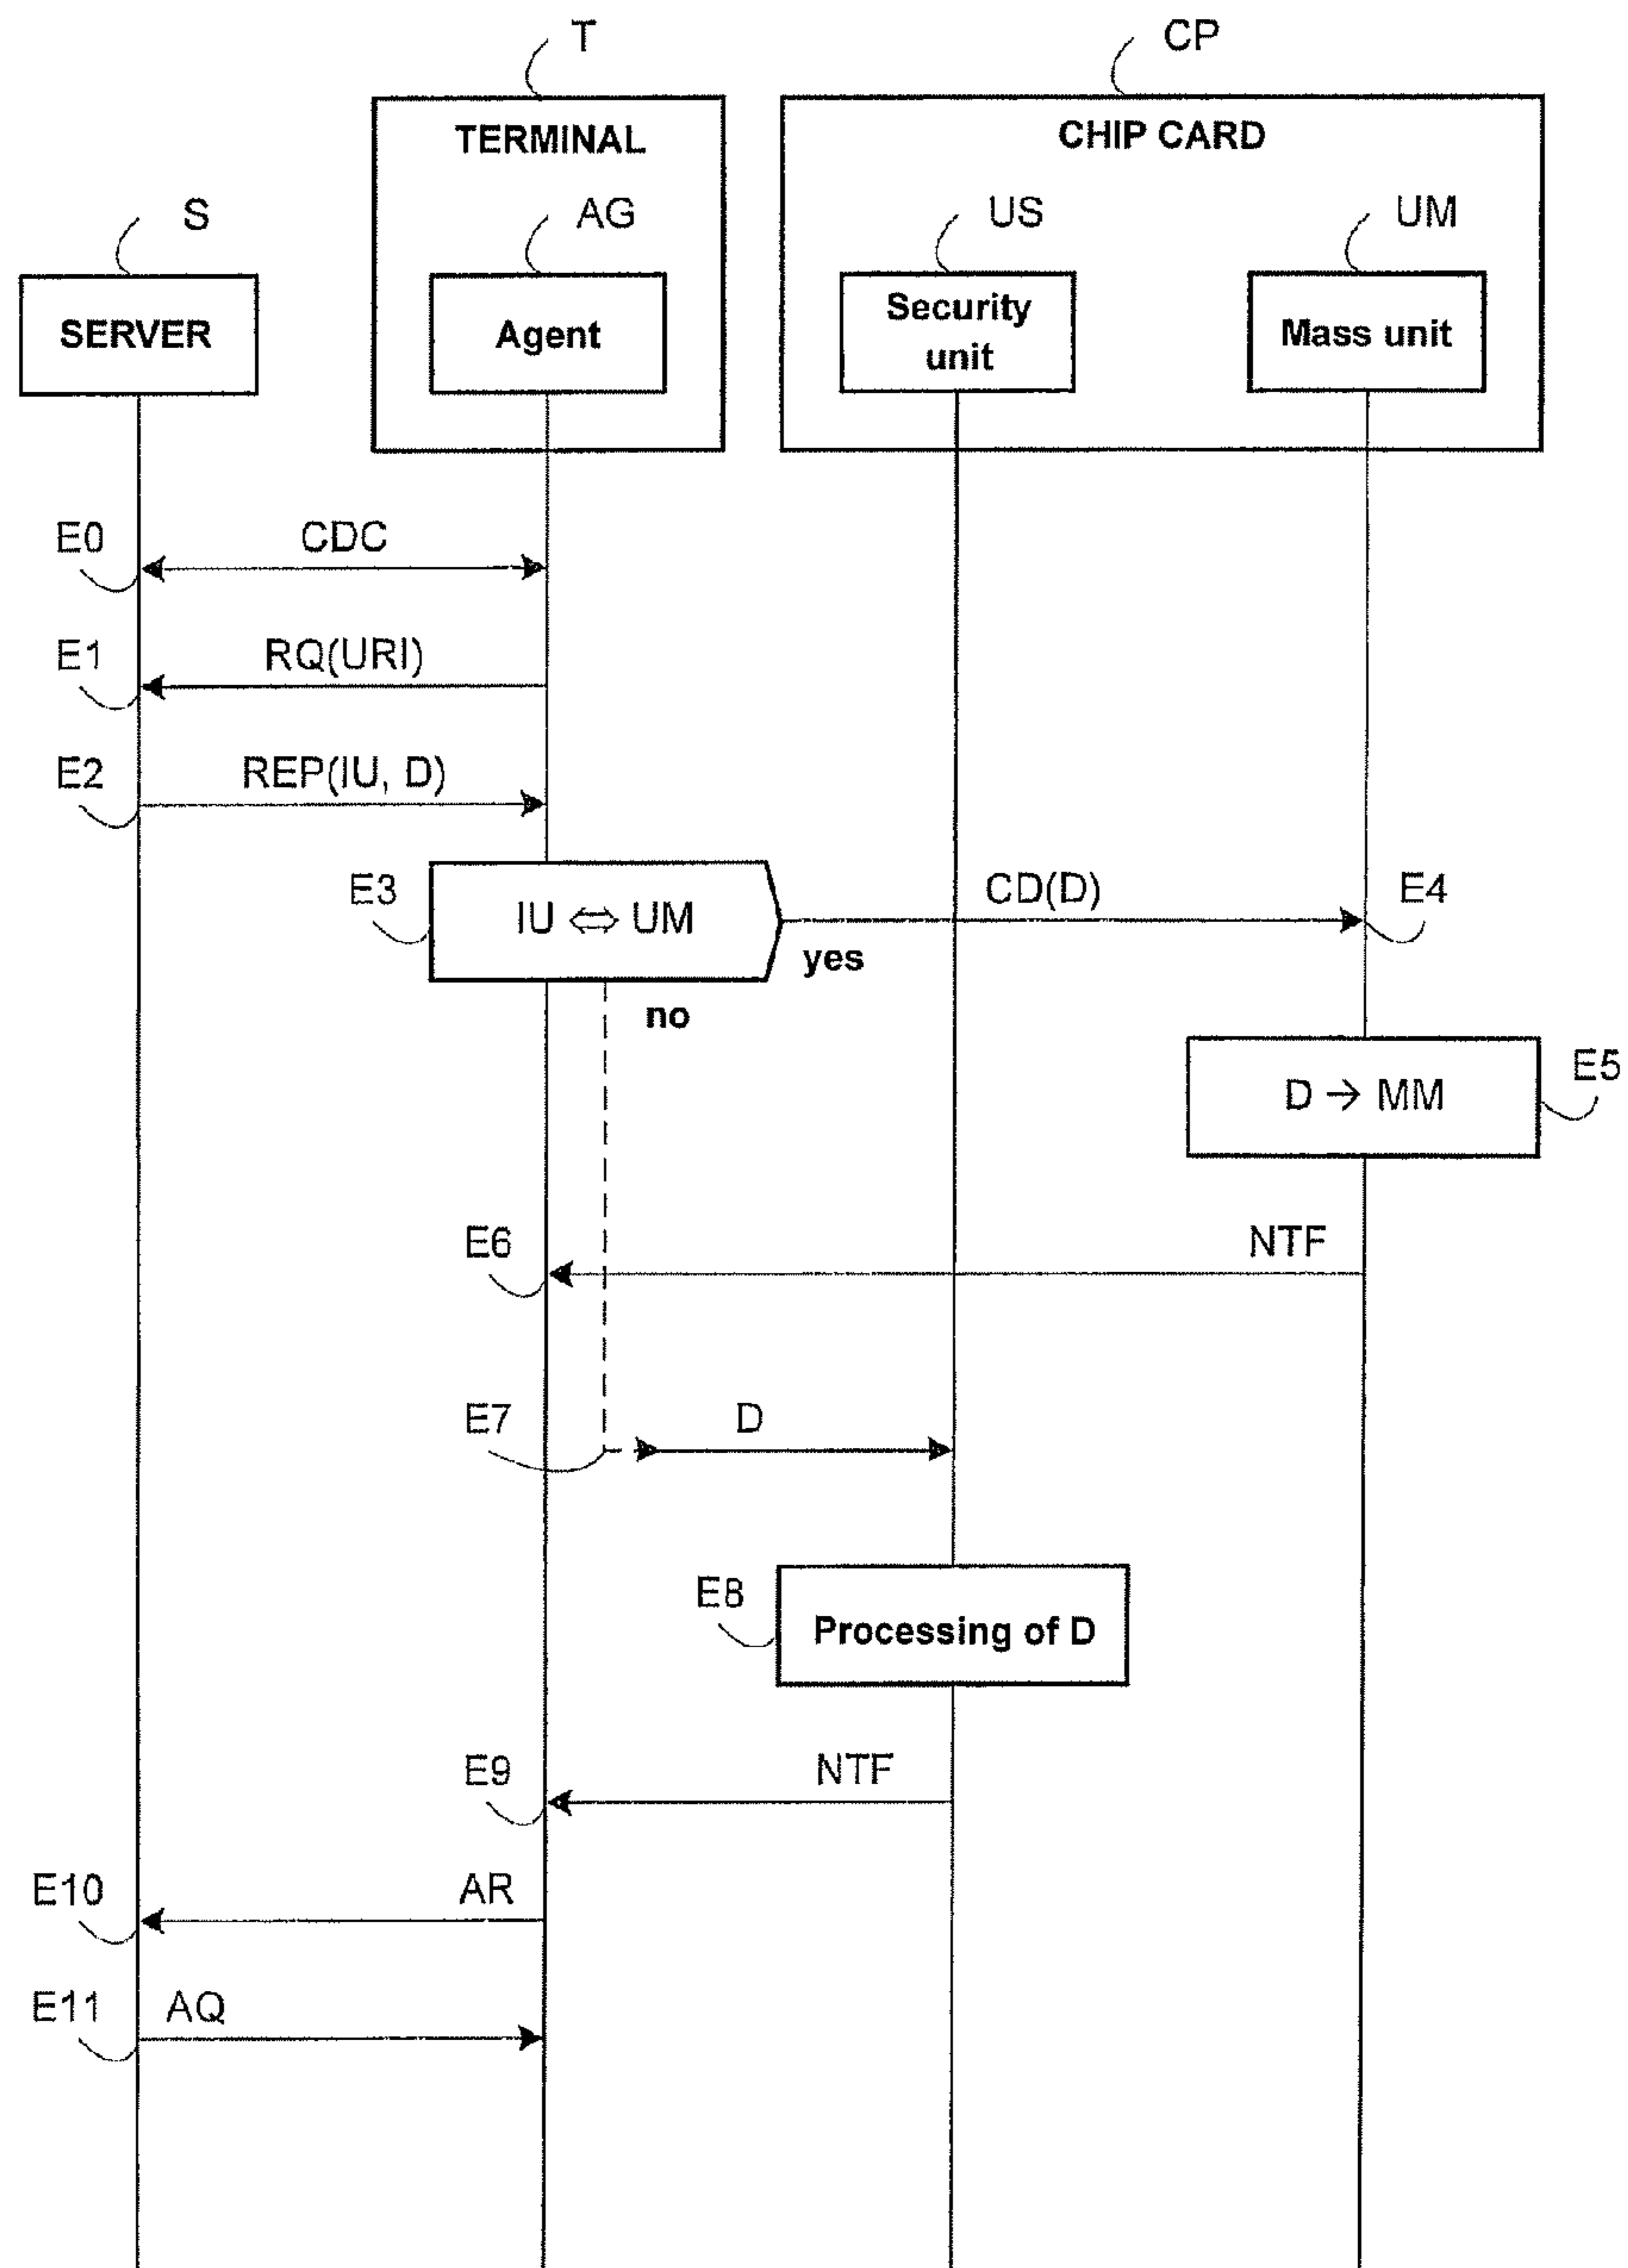 T
CP
TERMINAL
CHIP CARD
S
AG
US
UM
SERVER
Agent
Security
unit
Mass unit
E0
CDC
E1
RQ(URI)
E2
REP(IU, D)
E3
IU ⇔ UM
CD(D)
E4
yes
no
D → MM
E5
E6
NTF
E7
D
E8
Processing of D
E9
NTF
E10
AR
E11
AQ